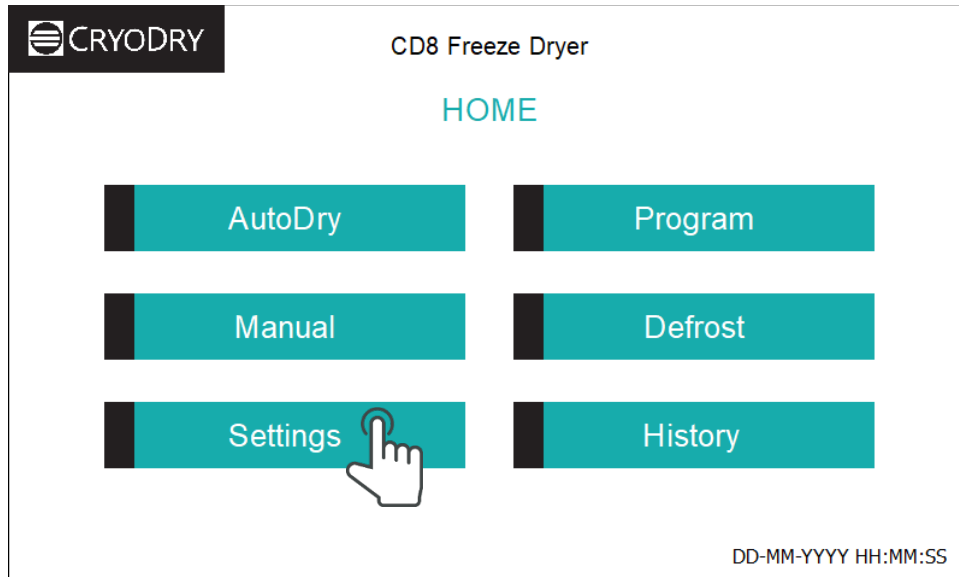 CRYODRY
CD8 Freeze Dryer
HOME
AutoDry
Program
Manual
Defrost
Settings
History
DD-MM-YYYY HH:MM:SS